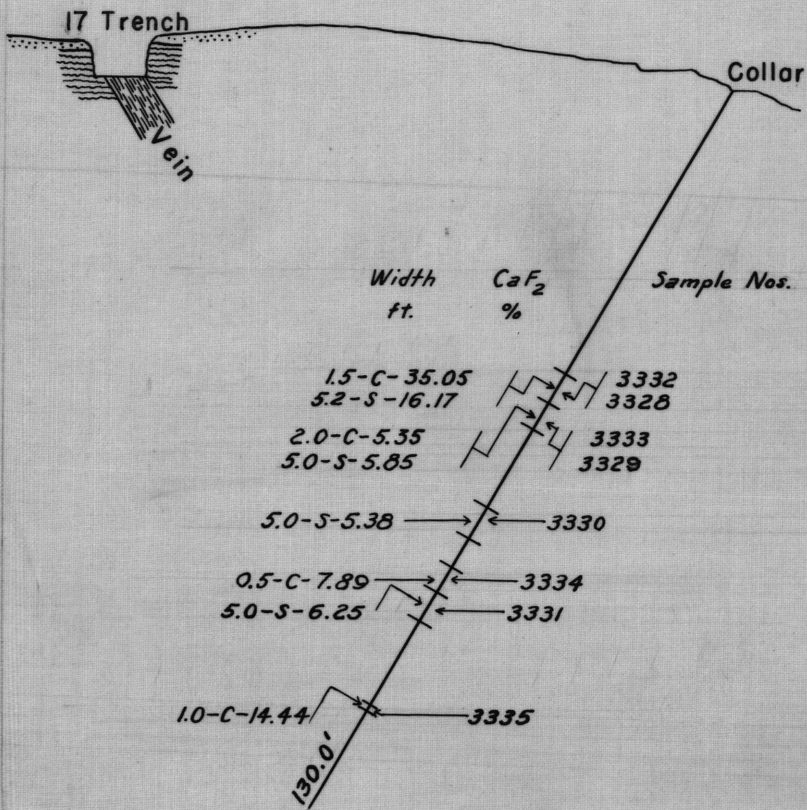 17 Trench
Collar
Vein
Width CaF2 Sample Nos.
ft. %
1.5-C-35.05 3332
5.2-S-16.17 3328
2.0-C-5.35 3333
5.0-S-5.85 3329
5.0-S-5.38 3330
0.5-C-7.89 3334
5.0-S-6.25 3331
1.0-C-14.44 3335
130.0'